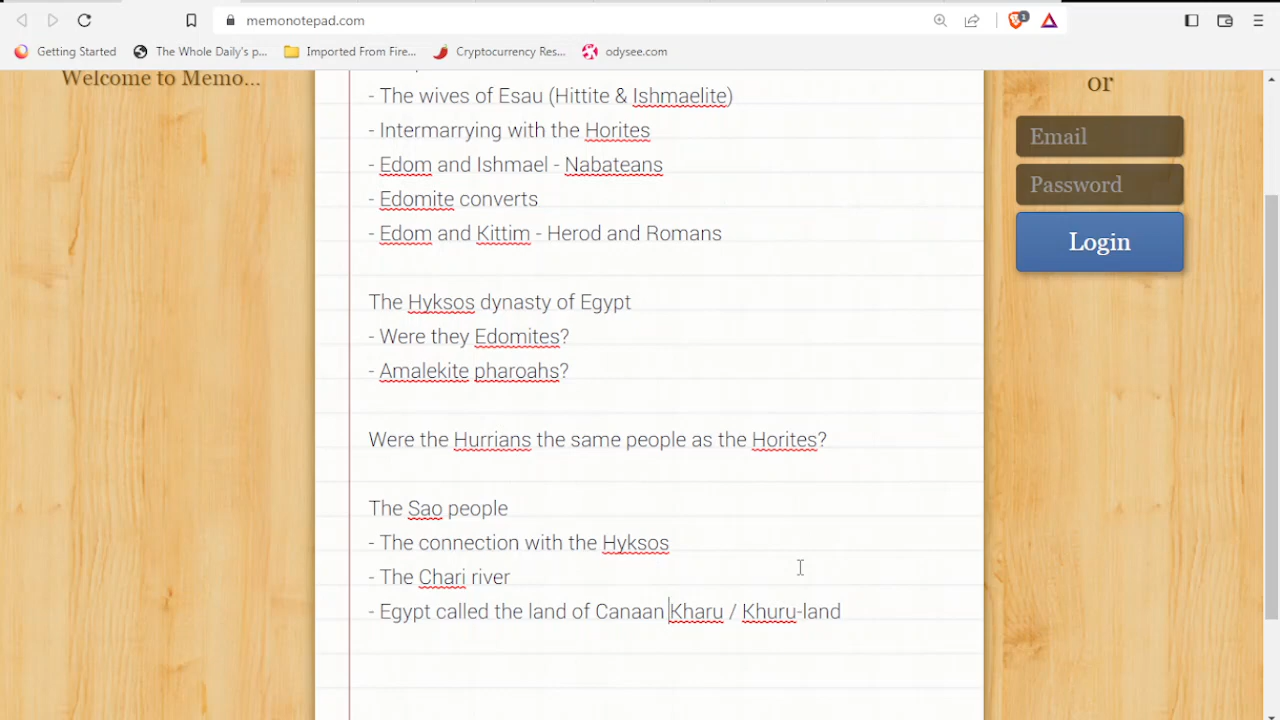 memonotepad.com
1
Getting Started
The Whole Daily's p...
Imported From Fire...
Cryptocurrency Res...
odysee.com
Welcome to Memo...
- The wives of Esau (Hittite & Ishmaelite)
- Intermarrying with the Horites
- Edom and Ishmael - Nabateans
- Edomite converts
- Edom and Kittim - Herod and Romans
The Hyksos dynasty of Egypt
- Were they Edomites?
- Amalekite pharoahs?
Were the Hurrians the same people as the Horites?
The Sao people
- The connection with the Hyksos
- The Chari river
- Egypt called the land of Canaan Kharu / Khuru-land
or
Email
Password
Login